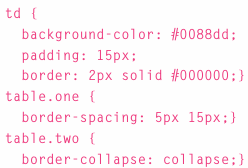 td {
  background-color: #0088dd;
  padding: 15px;
  border: 2px solid #000000;}
table.one {
  border-spacing: 5px 15px;}
table.two {
  border-collapse: collapse;}